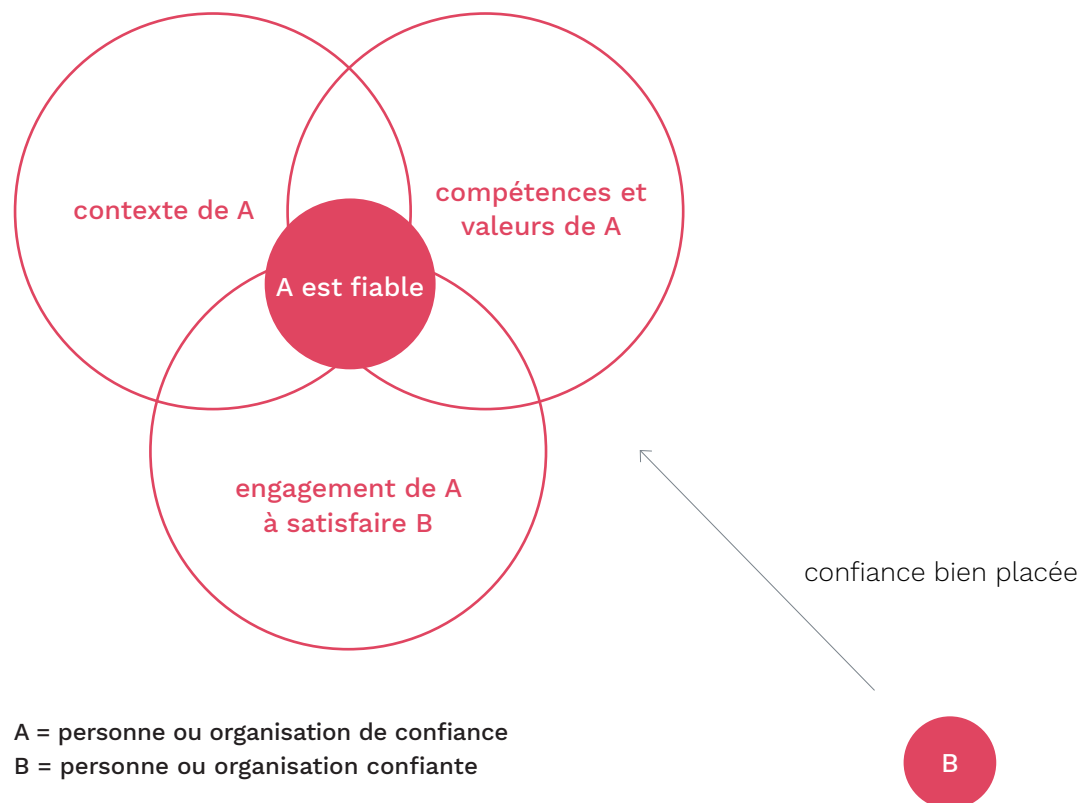 contexte de A
compétences et
valeurs de A
A est fiable
engagement de A
à satisfaire B
confiance bien placée
A = personne ou organisation de confiance
B = personne ou organisation confiante
B